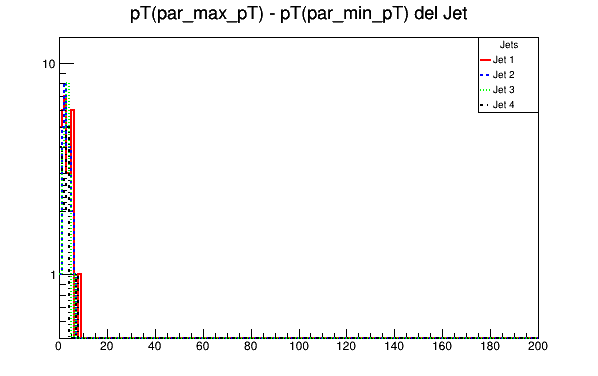 pT(par_max_pT) - pT(par_min_pT) del Jet
Jets
Jet 1
Jet 2
Jet 3
Jet 4
10
1
0 20 40 60 80 100 120 140 160 180 200